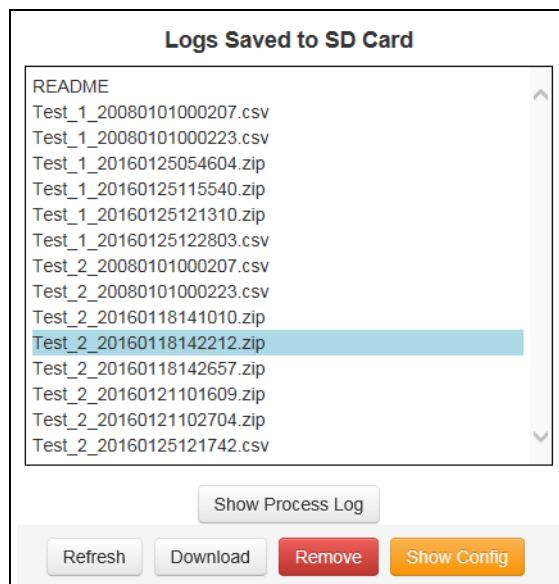 Logs Saved to SD Card
README
Test_1_20080101000207.csv
Test_1_20080101000223.csv
Test_1_20160125054604.zip
Test_1_20160125115540.zip
Test_1_20160125121310.zip
Test_1_20160125122803.csv
Test_2_20080101000207.csv
Test_2_20080101000223.csv
Test_2_20160118141010.zip
Test_2_20160118142212.zip
Test_2_20160118142657.zip
Test_2_20160121101609.zip
Test_2_20160121102704.zip
Test_2_20160125121742.csv
Show Process Log
Refresh Download Remove Show Config